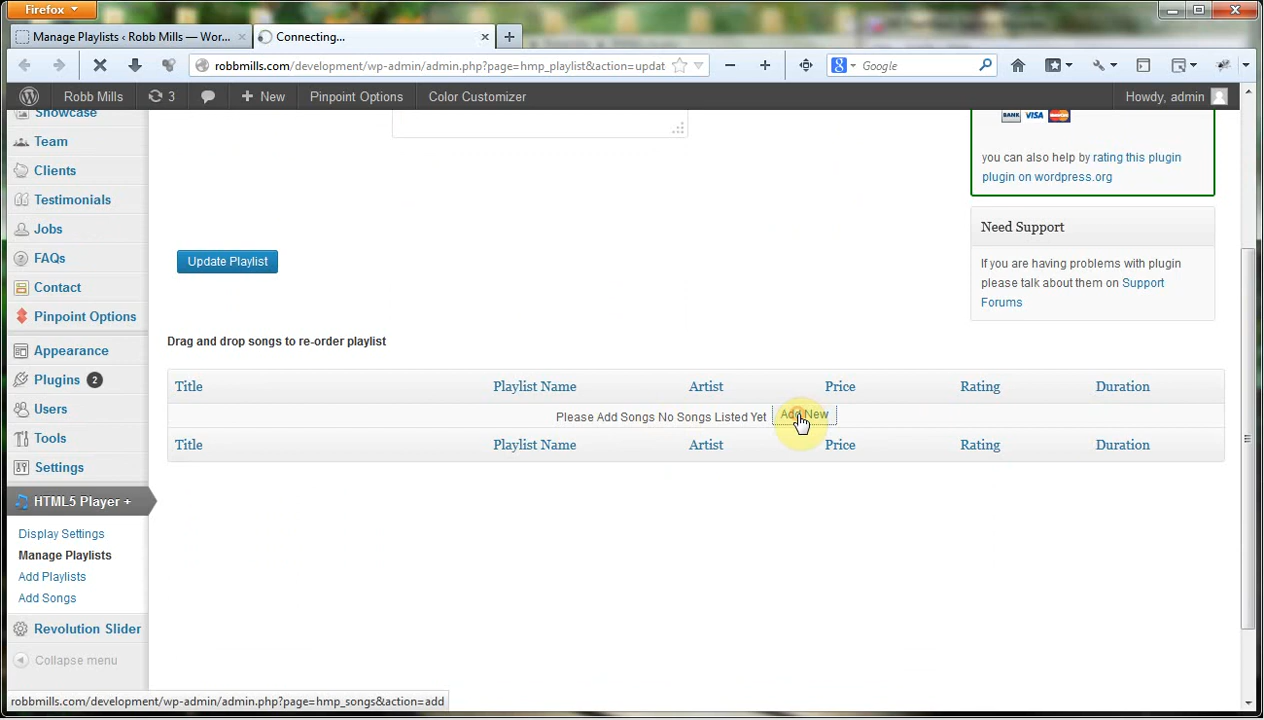 Firefox
Manage Playlists ‹ Robb Mills — Wor...
Connecting...
robbmills.com/development/wp-admin/admin.php?page=hmp_playlist&action=updat
Google
Robb Mills
3
New
Pinpoint Options
Color Customizer
Howdy, admin
Showcase
Team
Clients
Testimonials
Jobs
FAQs
Contact
Pinpoint Options
Appearance
Plugins 2
Users
Tools
Settings
HTML5 Player +
Display Settings
Manage Playlists
Add Playlists
Add Songs
Revolution Slider
Collapse menu
BANK VISA
you can also help by rating this plugin
plugin on wordpress.org
Need Support
If you are having problems with plugin
please talk about them on Support
Forums
Update Playlist
Drag and drop songs to re-order playlist
Title Playlist Name Artist Price Rating Duration
Please Add Songs No Songs Listed Yet Add New
Title Playlist Name Artist Price Rating Duration
robbmills.com/development/wp-admin/admin.php?page=hmp_songs&action=add